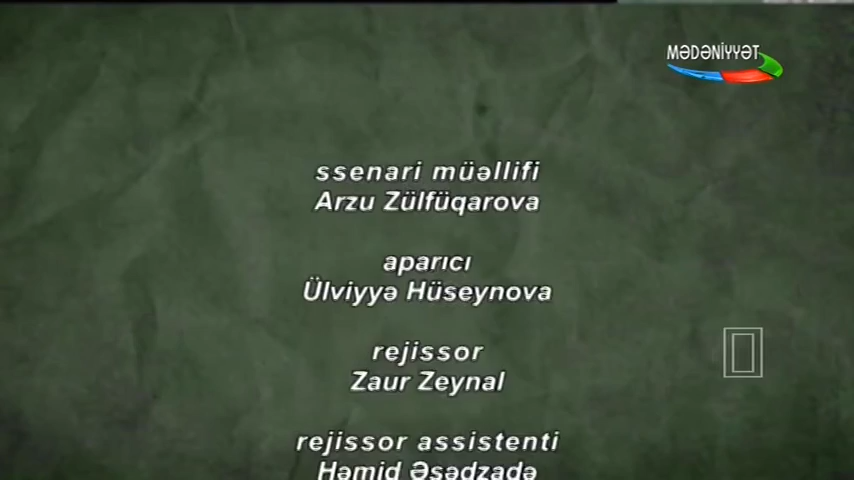 MƏDƏNİYYƏT
ssenari müəllifi
Arzu Zülfüqarova
aparıcı
Ülviyyə Hüseynova
rejissor
Zaur Zeynal
rejissor assistenti
Həmid Əsədzadə